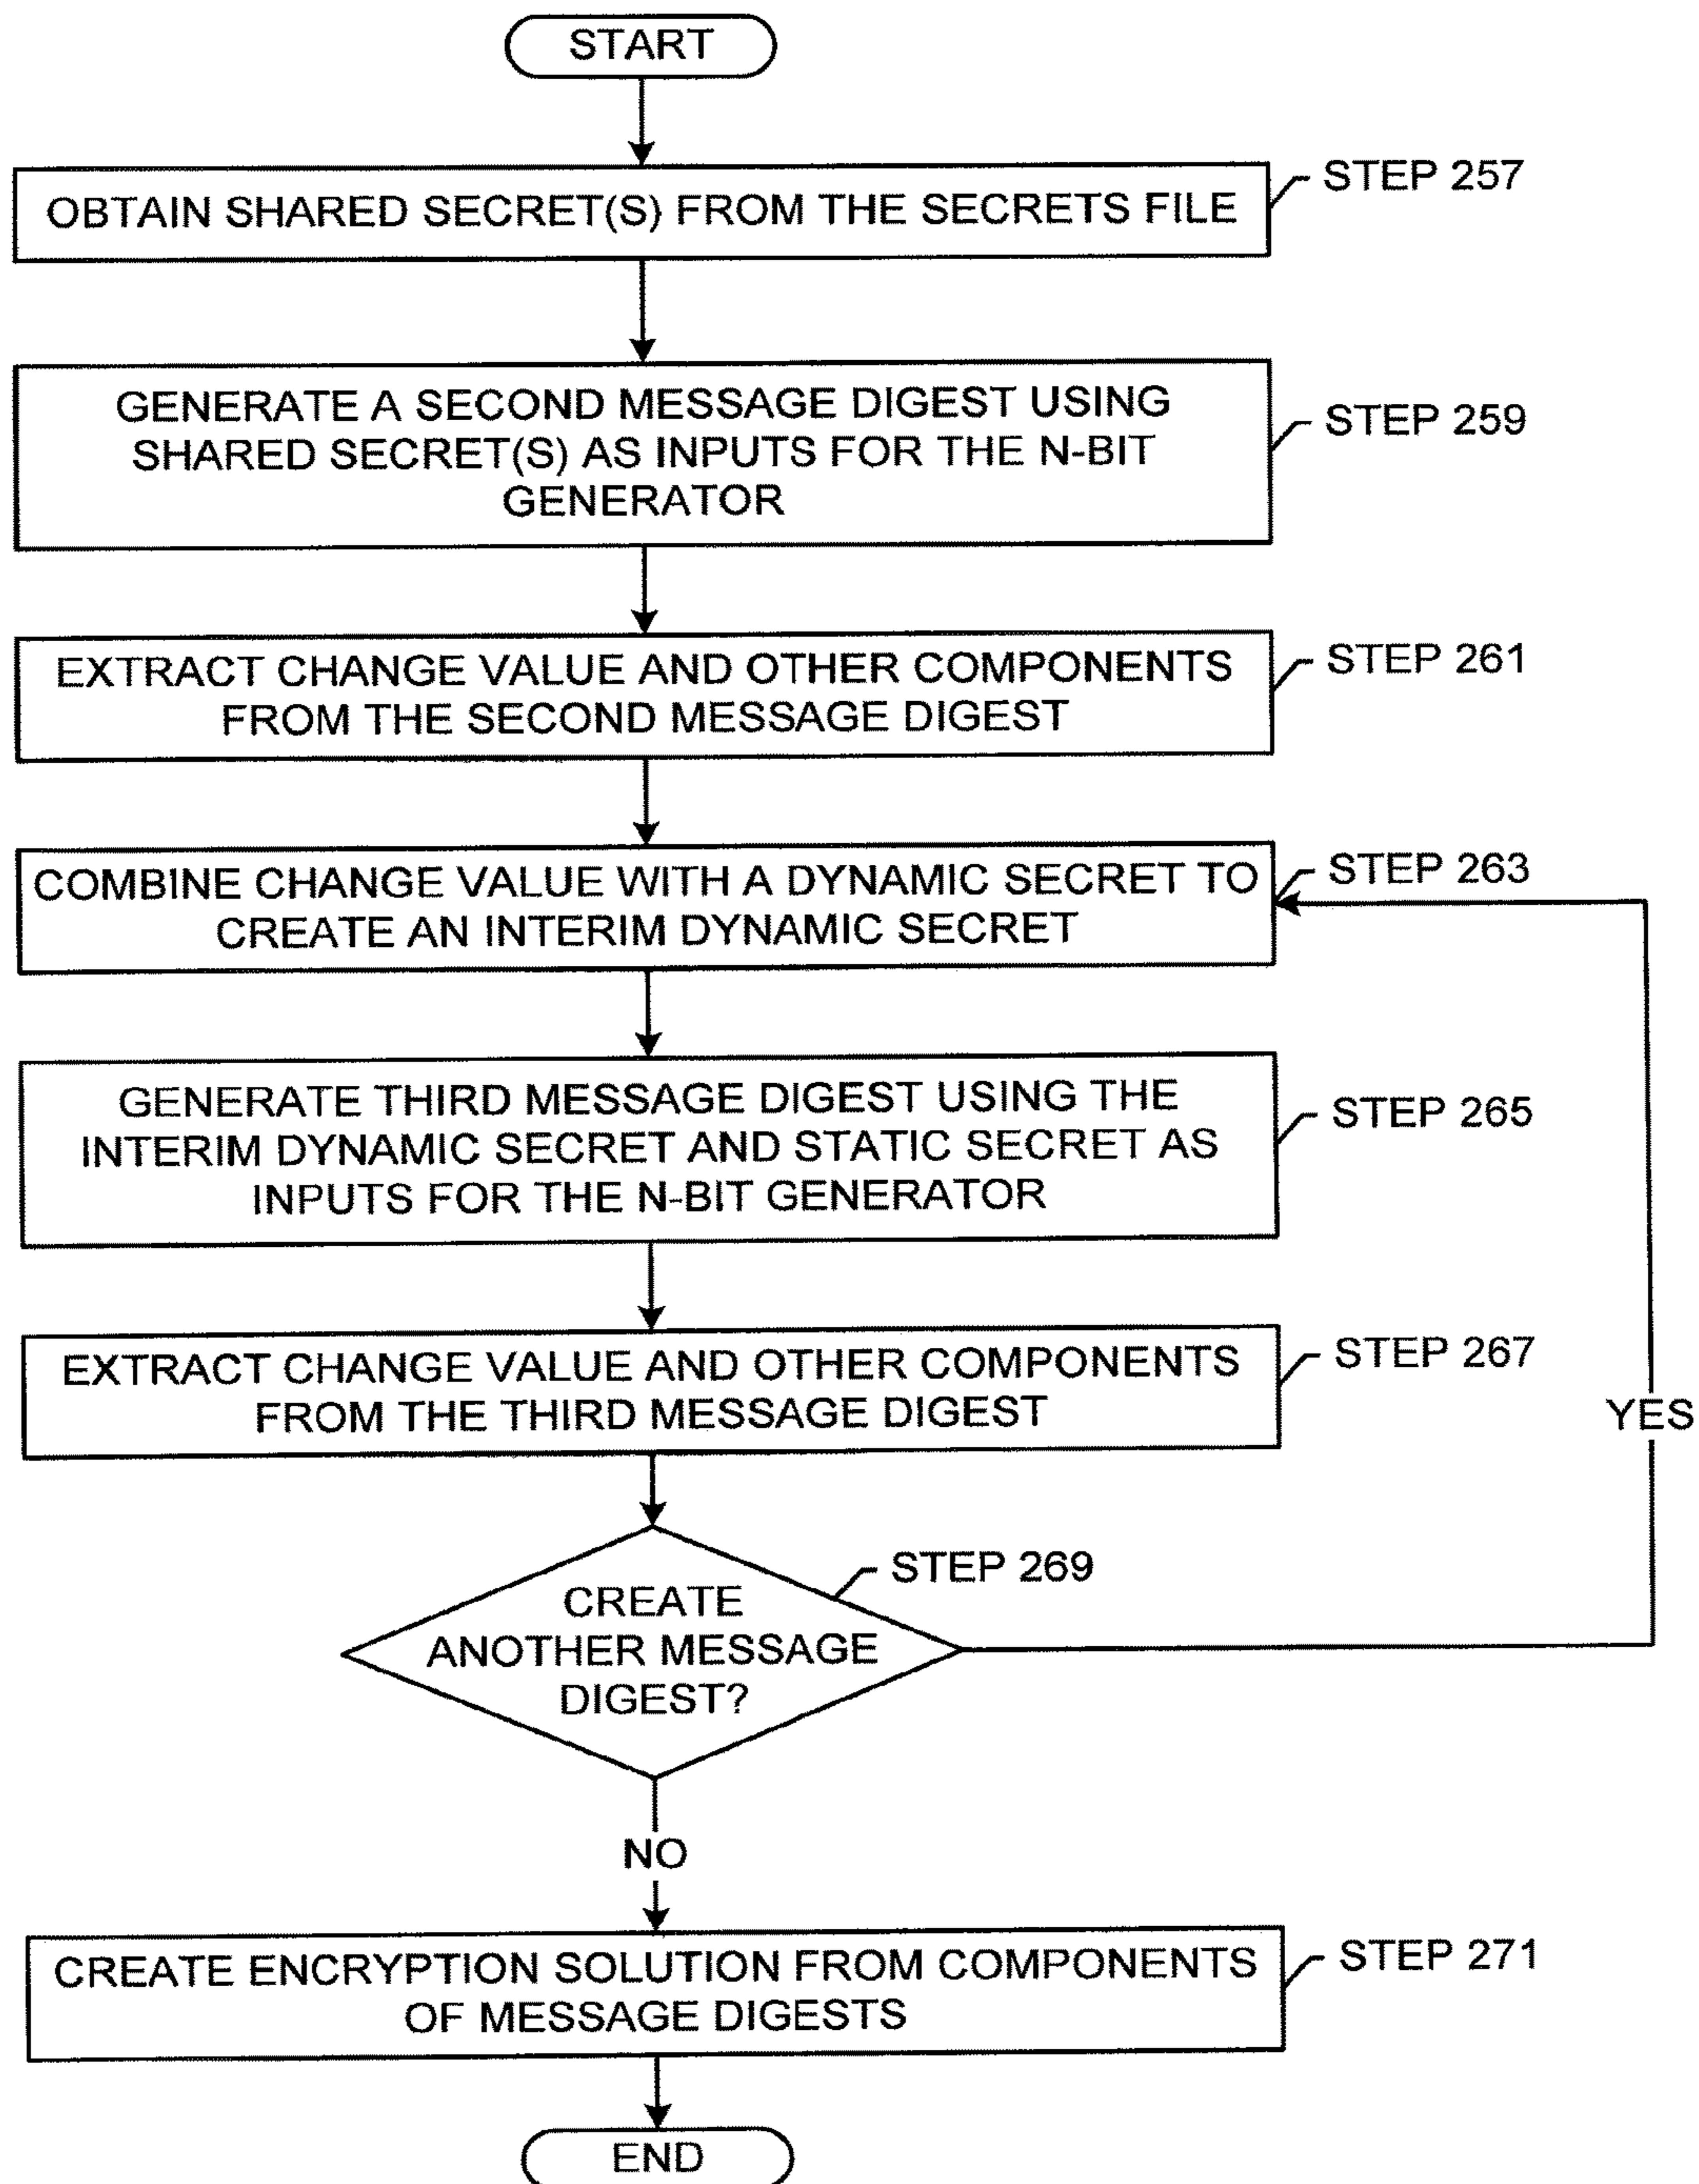 START
STEP 257
OBTAIN SHARED SECRET(S) FROM THE SECRETS FILE
GENERATE A SECOND MESSAGE DIGEST USING
SHARED SECRET(S) AS INPUTS FOR THE N-BIT
GENERATOR
STEP 259
EXTRACT CHANGE VALUE AND OTHER COMPONENTS
FROM THE SECOND MESSAGE DIGEST
STEP 261
COMBINE CHANGE VALUE WITH A DYNAMIC SECRET TO
CREATE AN INTERIM DYNAMIC SECRET
STEP 263
GENERATE THIRD MESSAGE DIGEST USING THE
INTERIM DYNAMIC SECRET AND STATIC SECRET AS
INPUTS FOR THE N-BIT GENERATOR
STEP 265
EXTRACT CHANGE VALUE AND OTHER COMPONENTS
FROM THE THIRD MESSAGE DIGEST
STEP 267
YES
STEP 269
CREATE
ANOTHER MESSAGE
DIGEST?
NO
CREATE ENCRYPTION SOLUTION FROM COMPONENTS
OF MESSAGE DIGESTS
STEP 271
END